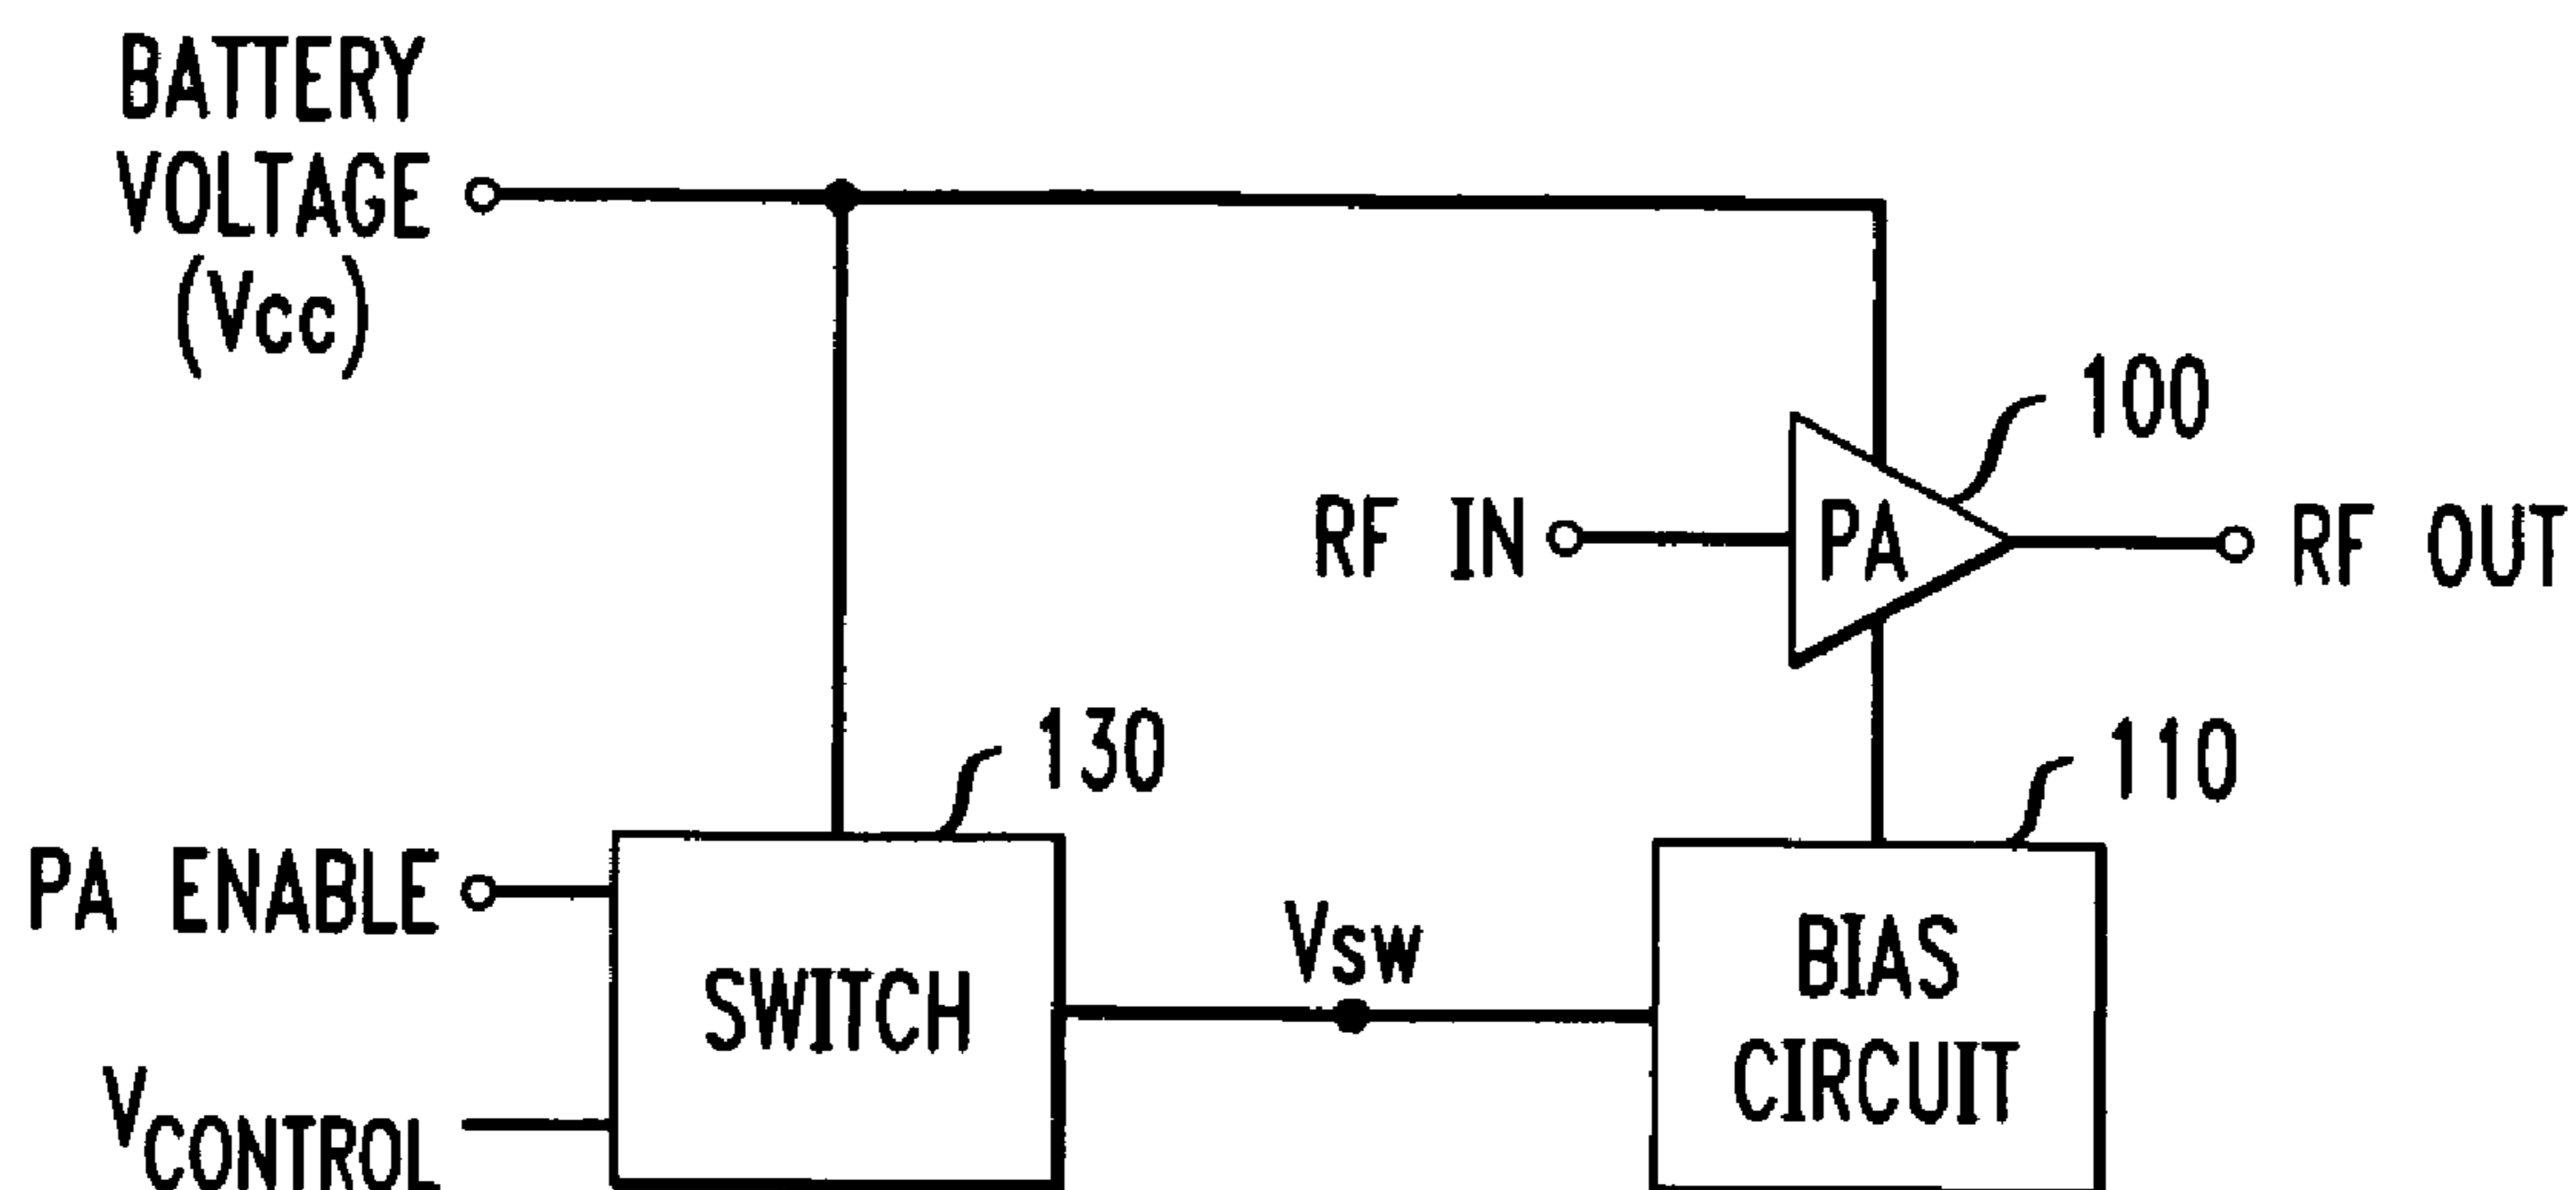 BATTERY
VOLTAGE
(Vcc)
100
RF IN
PA
RF OUT
130
110
PA ENABLE
SWITCH
Vsw
BIAS
CIRCUIT
VCONTROL